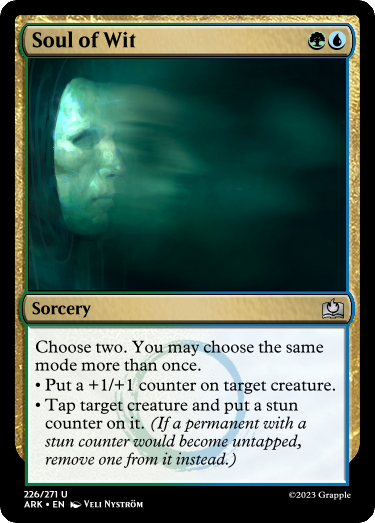 Soul of Wit
Sorcery
Choose two. You may choose the same
mode more than once.
• Put a +1/+1 counter on target creature.
• Tap target creature and put a stun
counter on it. (If a permanent with a
stun counter would become untapped,
remove one from it instead.)
226/271 U
ARK • EN Veli Nyström
©2023 Grapple